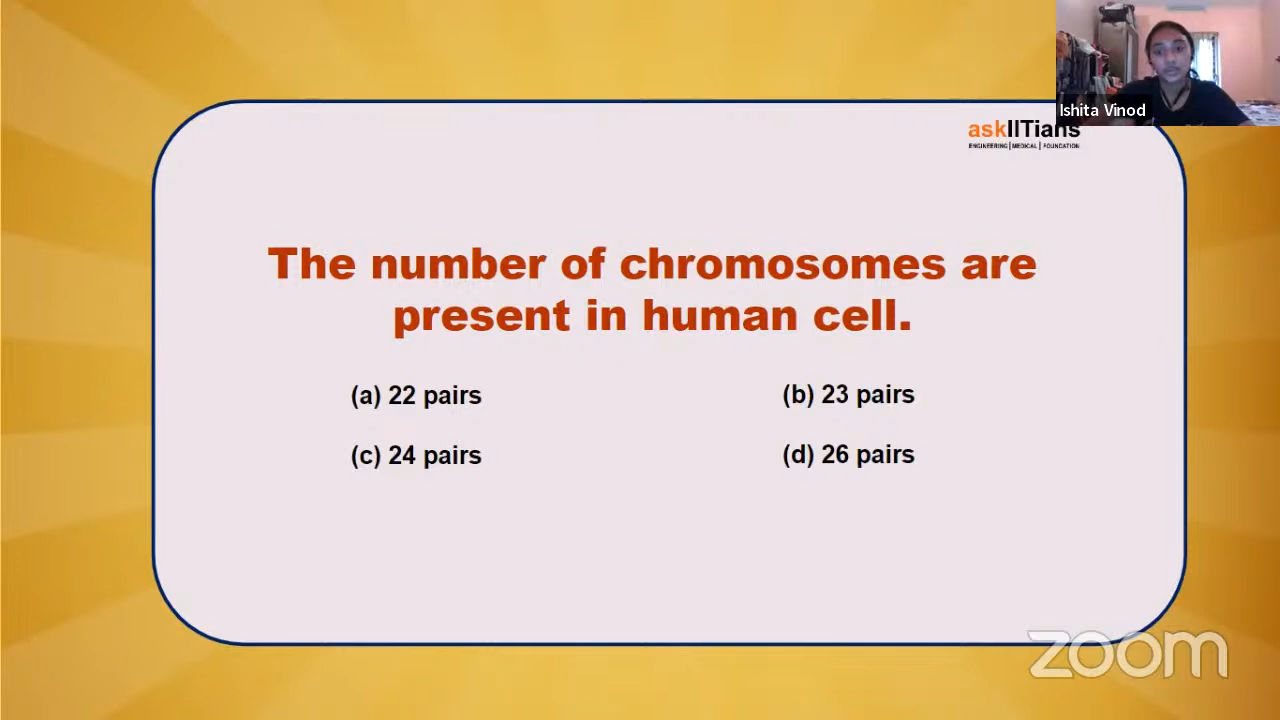 Ishita Vinod
askIITians
ENGINEERING | MEDICAL | FOUNDATION
The number of chromosomes are
present in human cell.
(a) 22 pairs
(b) 23 pairs
(c) 24 pairs
(d) 26 pairs
zoom